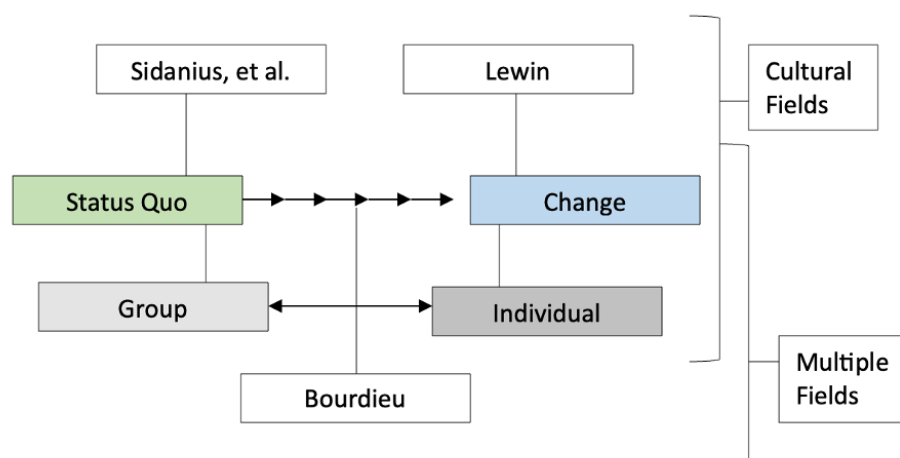 Sidanius, et al.
Lewin
Cultural
Fields
Status Quo
Change
Group
Individual
Bourdieu
Multiple
Fields